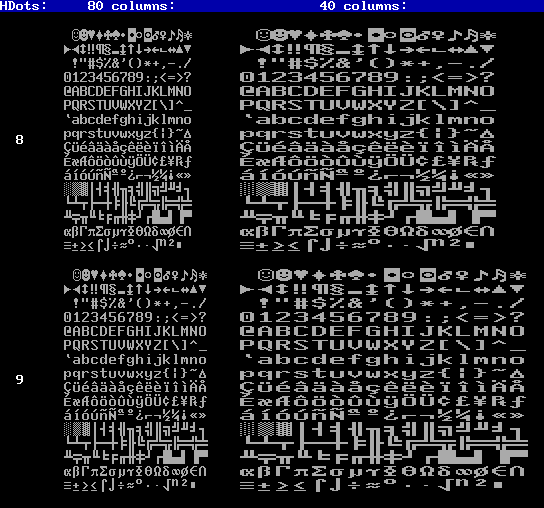 HDots: 80 columns: 40 columns:
☺☻♥♦♣♠•◘○◙♂♀♪♫☼ ☺☻♥♦♣♠•◘○◙♂♀♪♫☼
►◄↕‼¶§▬↨↑↓→←∟↔▲▼ ►◄↕‼¶§▬↨↑↓→←∟↔▲▼
!"#$%&'()*+,-./ !"#$%&'()*+,-./
0123456789:;<=>? 0123456789:;<=>?
@ABCDEFGHIJKLMNO @ABCDEFGHIJKLMNO
PQRSTUVWXYZ[\]^_ PQRSTUVWXYZ[\]^_
8 `abcdefghijklmno `abcdefghijklmno
pqrstuvwxyz{|}~⌂ pqrstuvwxyz{|}~⌂
ÇüéâäàåçêëèïîìÄÅ ÇüéâäàåçêëèïîìÄÅ
ÉæÆôöòûùÿÖÜ¢£¥₧ƒ ÉæÆôöòûùÿÖÜ¢£¥₧ƒ
áíóúñÑªº¿⌐¬½¼¡«» áíóúñÑªº¿⌐¬½¼¡«»
░▒▓│┤╡╢╖╕╣║╗╝╜╛┐ ░▒▓│┤╡╢╖╕╣║╗╝╜╛┐
└┴┬├─┼╞╟╚╔╩╦╠═╬╧ └┴┬├─┼╞╟╚╔╩╦╠═╬╧
╨╤╥╙╘╒╓╫╪┘┌█▄▌▐▀ ╨╤╥╙╘╒╓╫╪┘┌█▄▌▐▀
αßΓπΣσµτΦΘΩδ∞φε∩ αßΓπΣσµτΦΘΩδ∞φε∩
≡±≥≤⌠⌡÷≈°∙·√ⁿ²■ ≡±≥≤⌠⌡÷≈°∙·√ⁿ²■
☺☻♥♦♣♠•◘○◙♂♀♪♫☼ ☺☻♥♦♣♠•◘○◙♂♀♪♫☼
►◄↕‼¶§▬↨↑↓→←∟↔▲▼ ►◄↕‼¶§▬↨↑↓→←∟↔▲▼
!"#$%&'()*+,-./ !"#$%&'()*+,-./
0123456789:;<=>? 0123456789:;<=>?
@ABCDEFGHIJKLMNO @ABCDEFGHIJKLMNO
PQRSTUVWXYZ[\]^_ PQRSTUVWXYZ[\]^_
`abcdefghijklmno `abcdefghijklmno
9 pqrstuvwxyz{|}~⌂ pqrstuvwxyz{|}~⌂
ÇüéâäàåçêëèïîìÄÅ ÇüéâäàåçêëèïîìÄÅ
ÉæÆôöòûùÿÖÜ¢£¥₧ƒ ÉæÆôöòûùÿÖÜ¢£¥₧ƒ
áíóúñÑªº¿⌐¬½¼¡«» áíóúñÑªº¿⌐¬½¼¡«»
░▒▓│┤╡╢╖╕╣║╗╝╜╛┐ ░▒▓│┤╡╢╖╕╣║╗╝╜╛┐
└┴┬├─┼╞╟╚╔╩╦╠═╬╧ └┴┬├─┼╞╟╚╔╩╦╠═╬╧
╨╤╥╙╘╒╓╫╪┘┌█▄▌▐▀ ╨╤╥╙╘╒╓╫╪┘┌█▄▌▐▀
αßΓπΣσµτΦΘΩδ∞φε∩ αßΓπΣσµτΦΘΩδ∞φε∩
≡±≥≤⌠⌡÷≈°∙·√ⁿ²■ ≡±≥≤⌠⌡÷≈°∙·√ⁿ²■